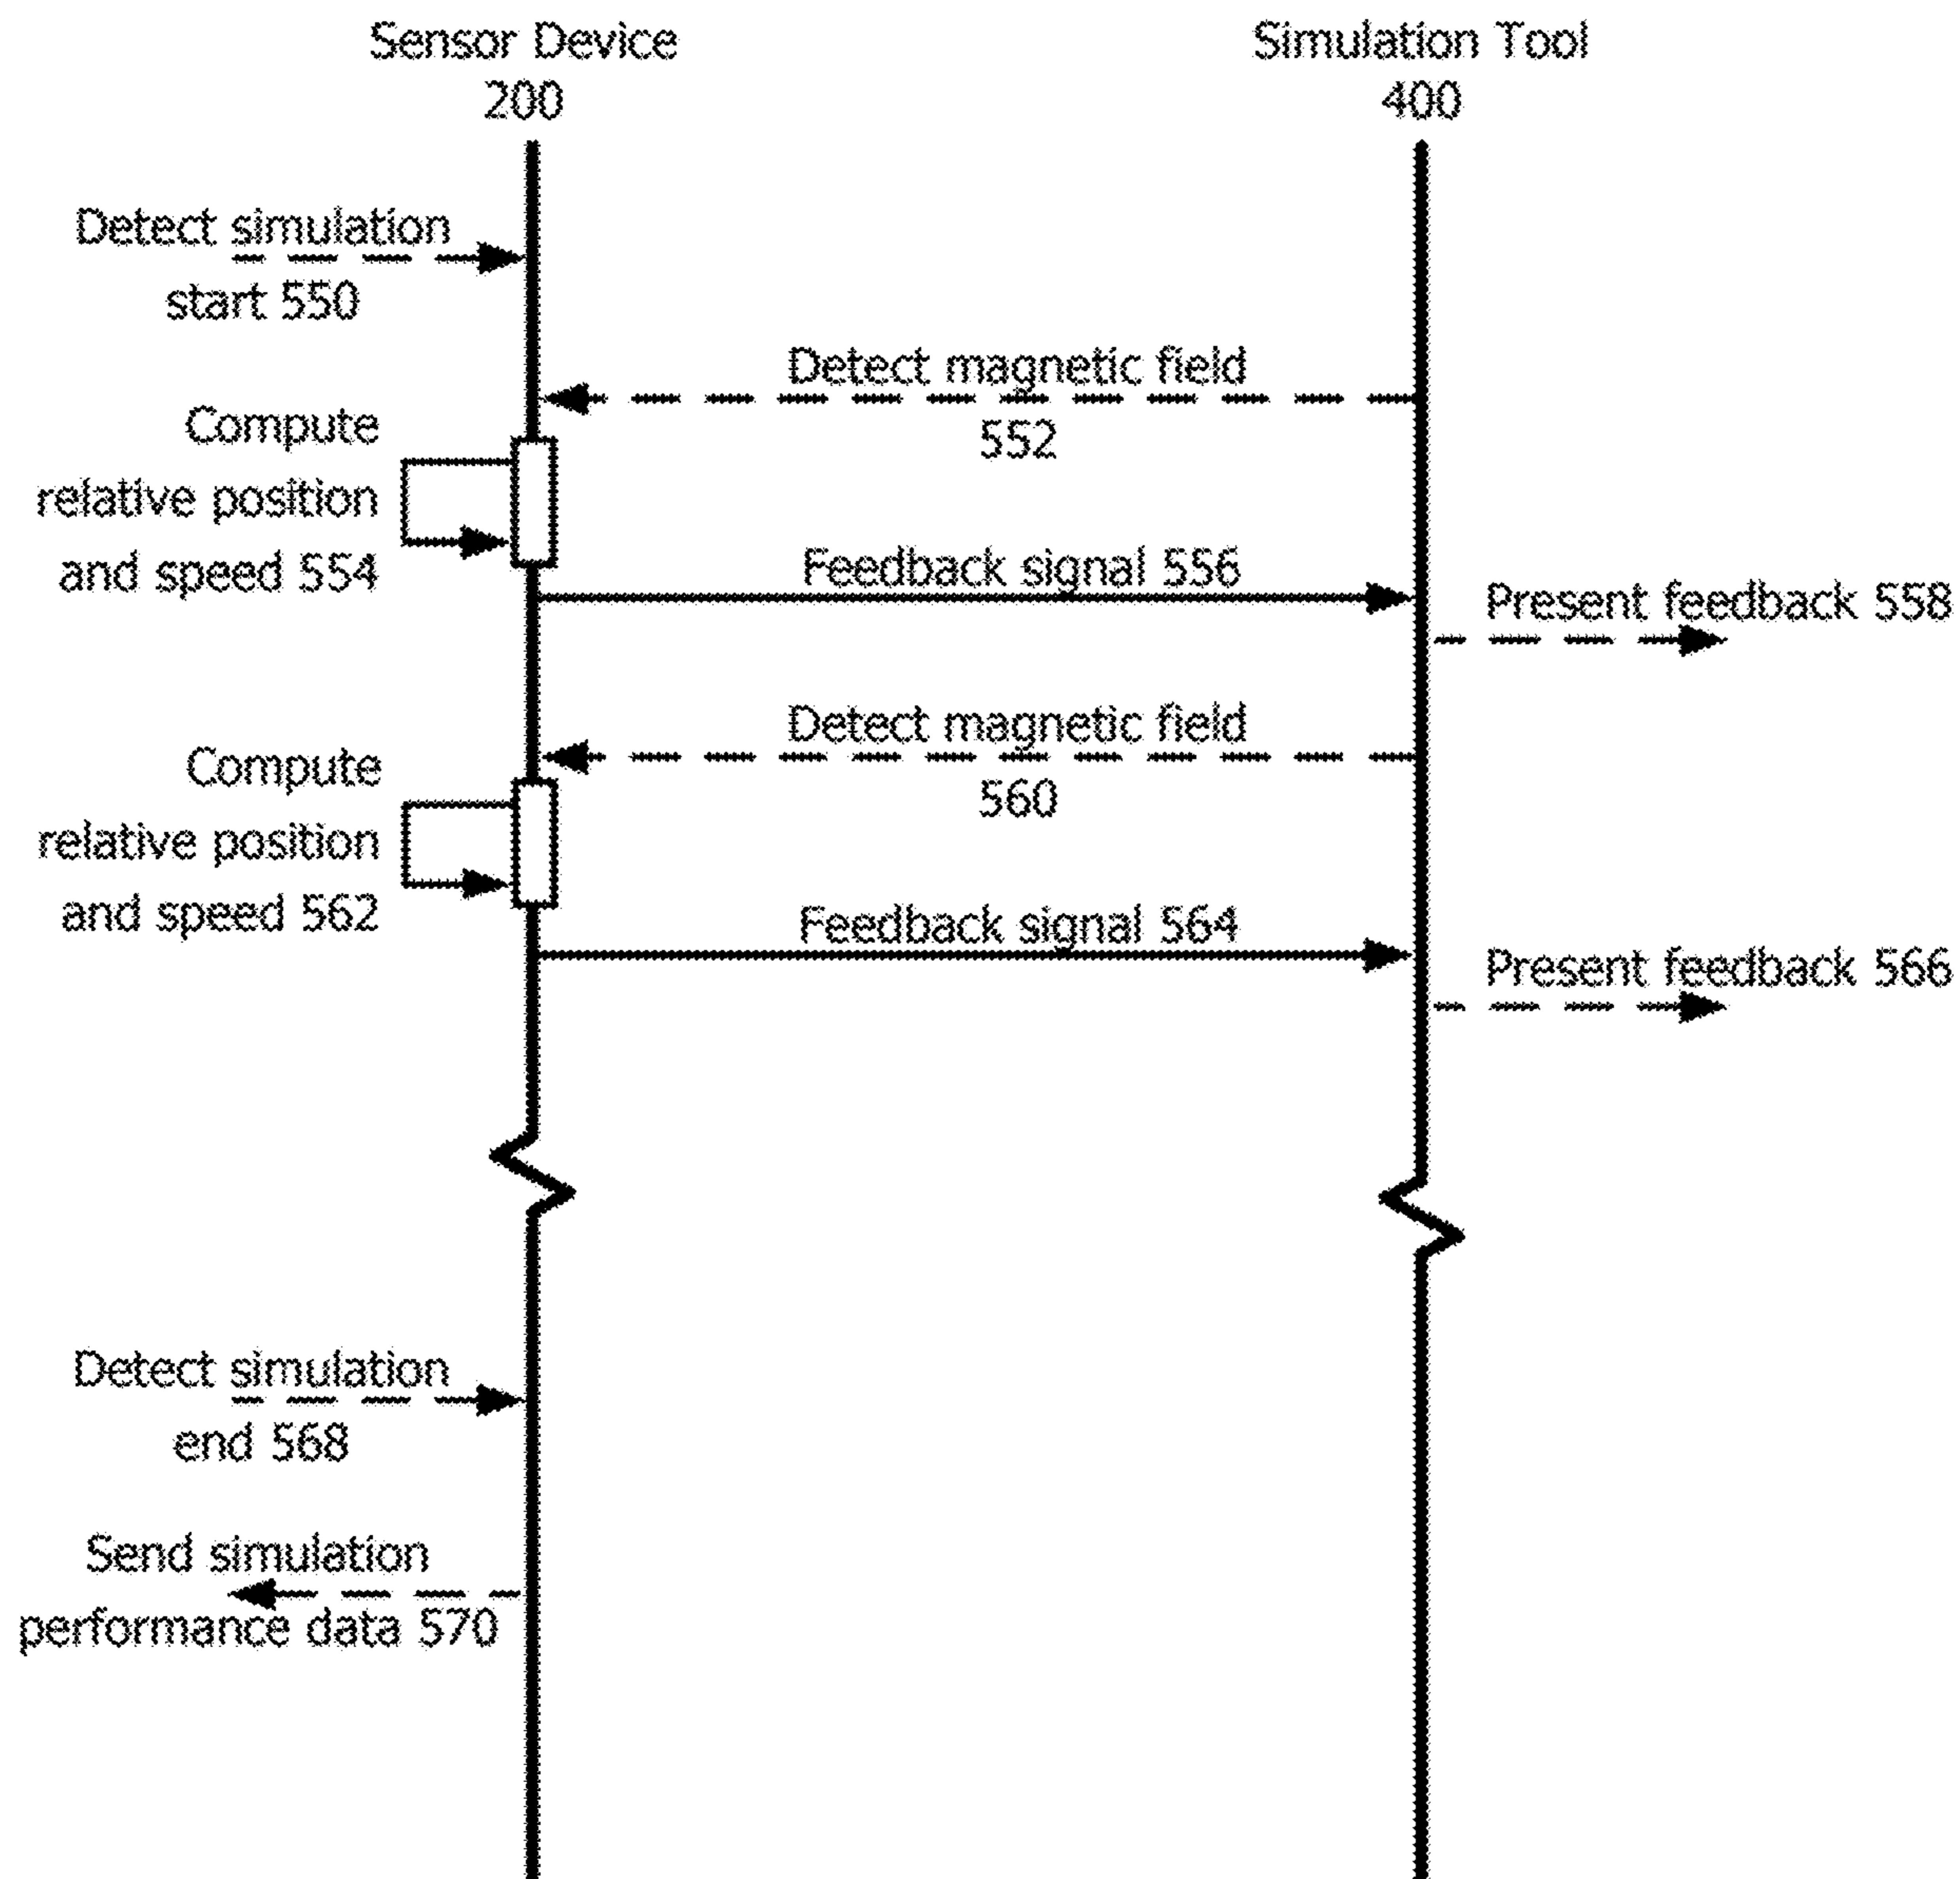 Sensor Device
200
Simulation Tool
400
Detect simulation
start 550
Detect magnetic field
552
Compute
relative position
and speed 554
Feedback signal 556
Present feedback 558
Detect magnetic field
560
Compute
relative position
and speed 562
Feedback signal 564
Present feedback 566
Detect simulation
end 568
Send simulation
performance data 570